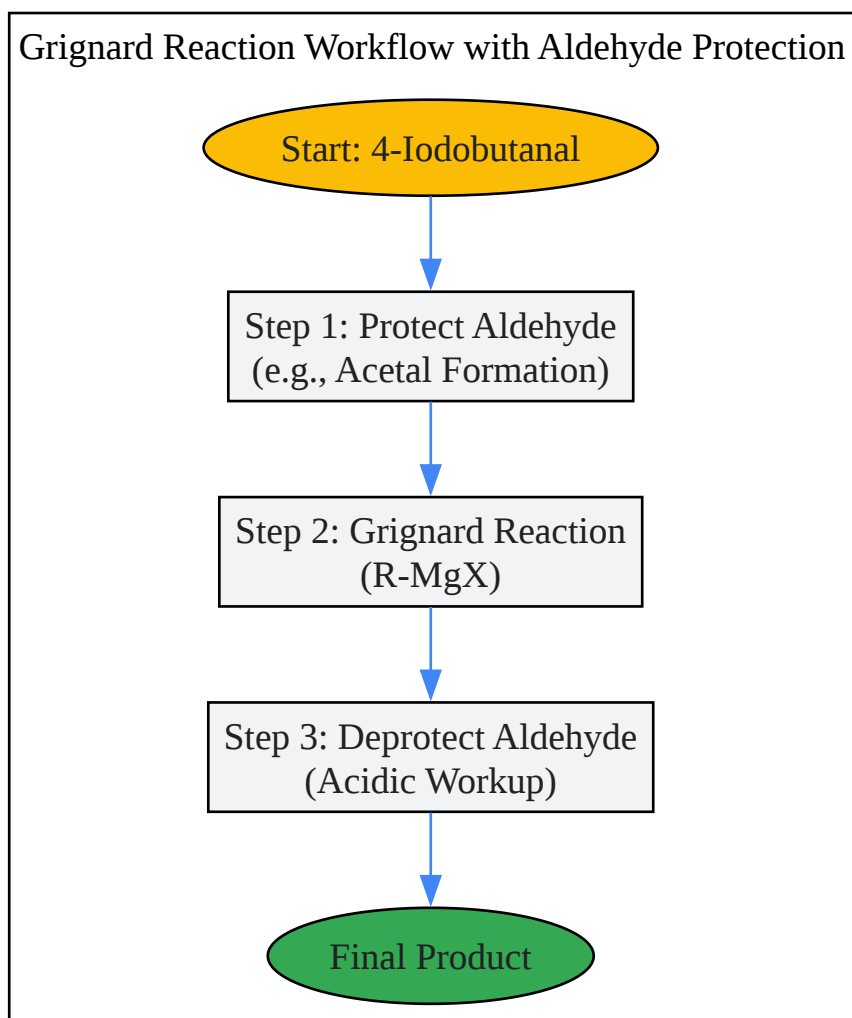 Grignard Reaction Workflow with Aldehyde Protection
Start: 4-Iodobutanal
Step 1: Protect Aldehyde
(e.g., Acetal Formation)
Step 2: Grignard Reaction
(R-MgX)
Step 3: Deprotect Aldehyde
(Acidic Workup)
Final Product